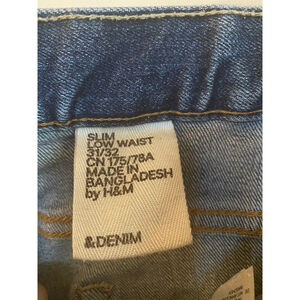 SLIM
LOW WAIST
31/32
CN 175/78A
MADE IN
BANGLADESH
by H&M
&DENIM